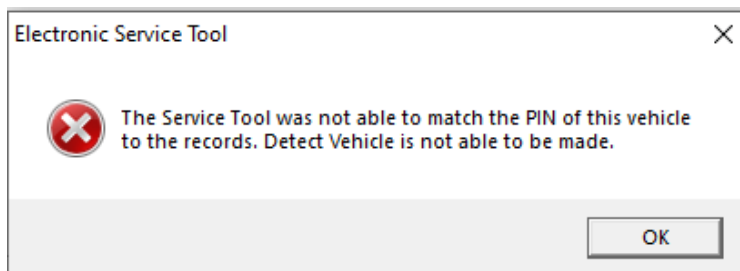 Electronic Service Tool
The Service Tool was not able to match the PIN of this vehicle
to the records. Detect Vehicle is not able to be made.
OK